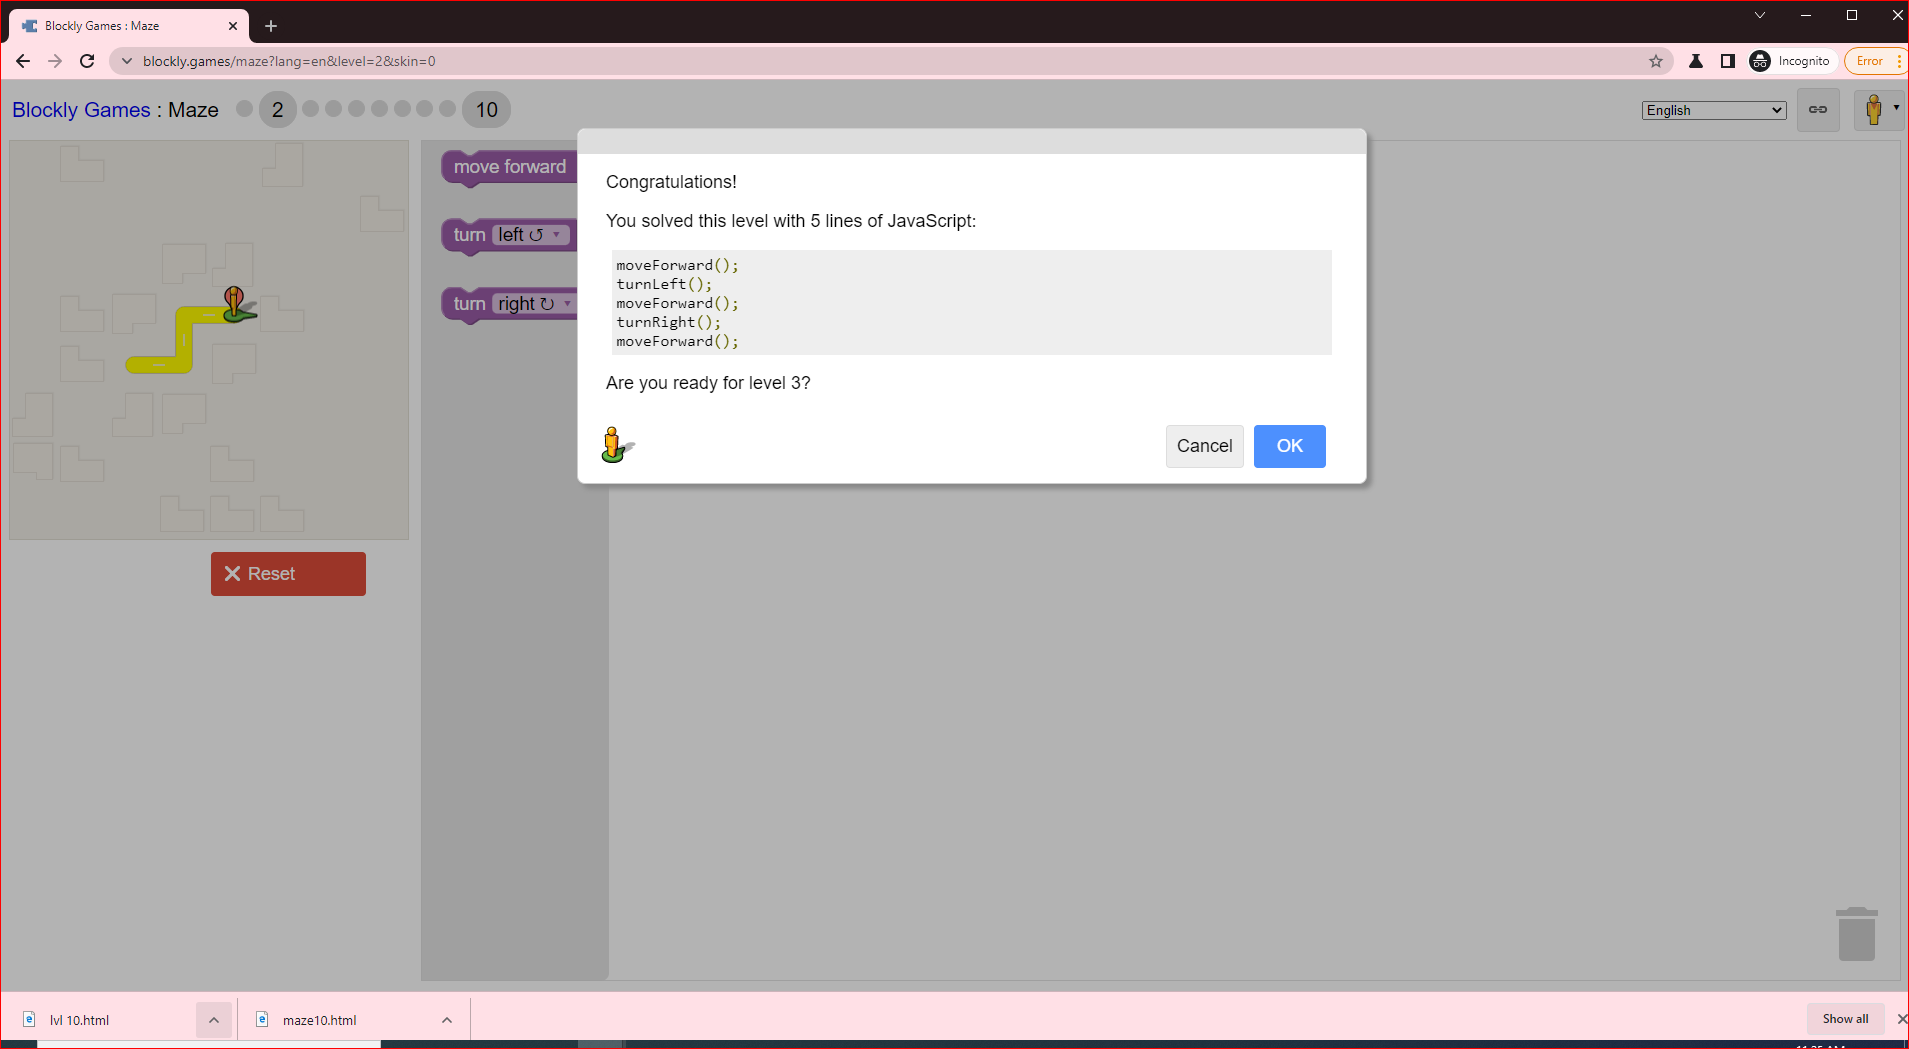 Blockly Games : Maze
blockly.games/maze?lang=en&level=2&skin=0
Incognito
Error
Blockly Games : Maze
2
10
English
move forward
turn left ↺
turn right ↻
Congratulations!
You solved this level with 5 lines of JavaScript:
moveForward();
turnLeft();
moveForward();
turnRight();
moveForward();
Are you ready for level 3?
Cancel
OK
Reset
lvl 10.html
maze10.html
Show all